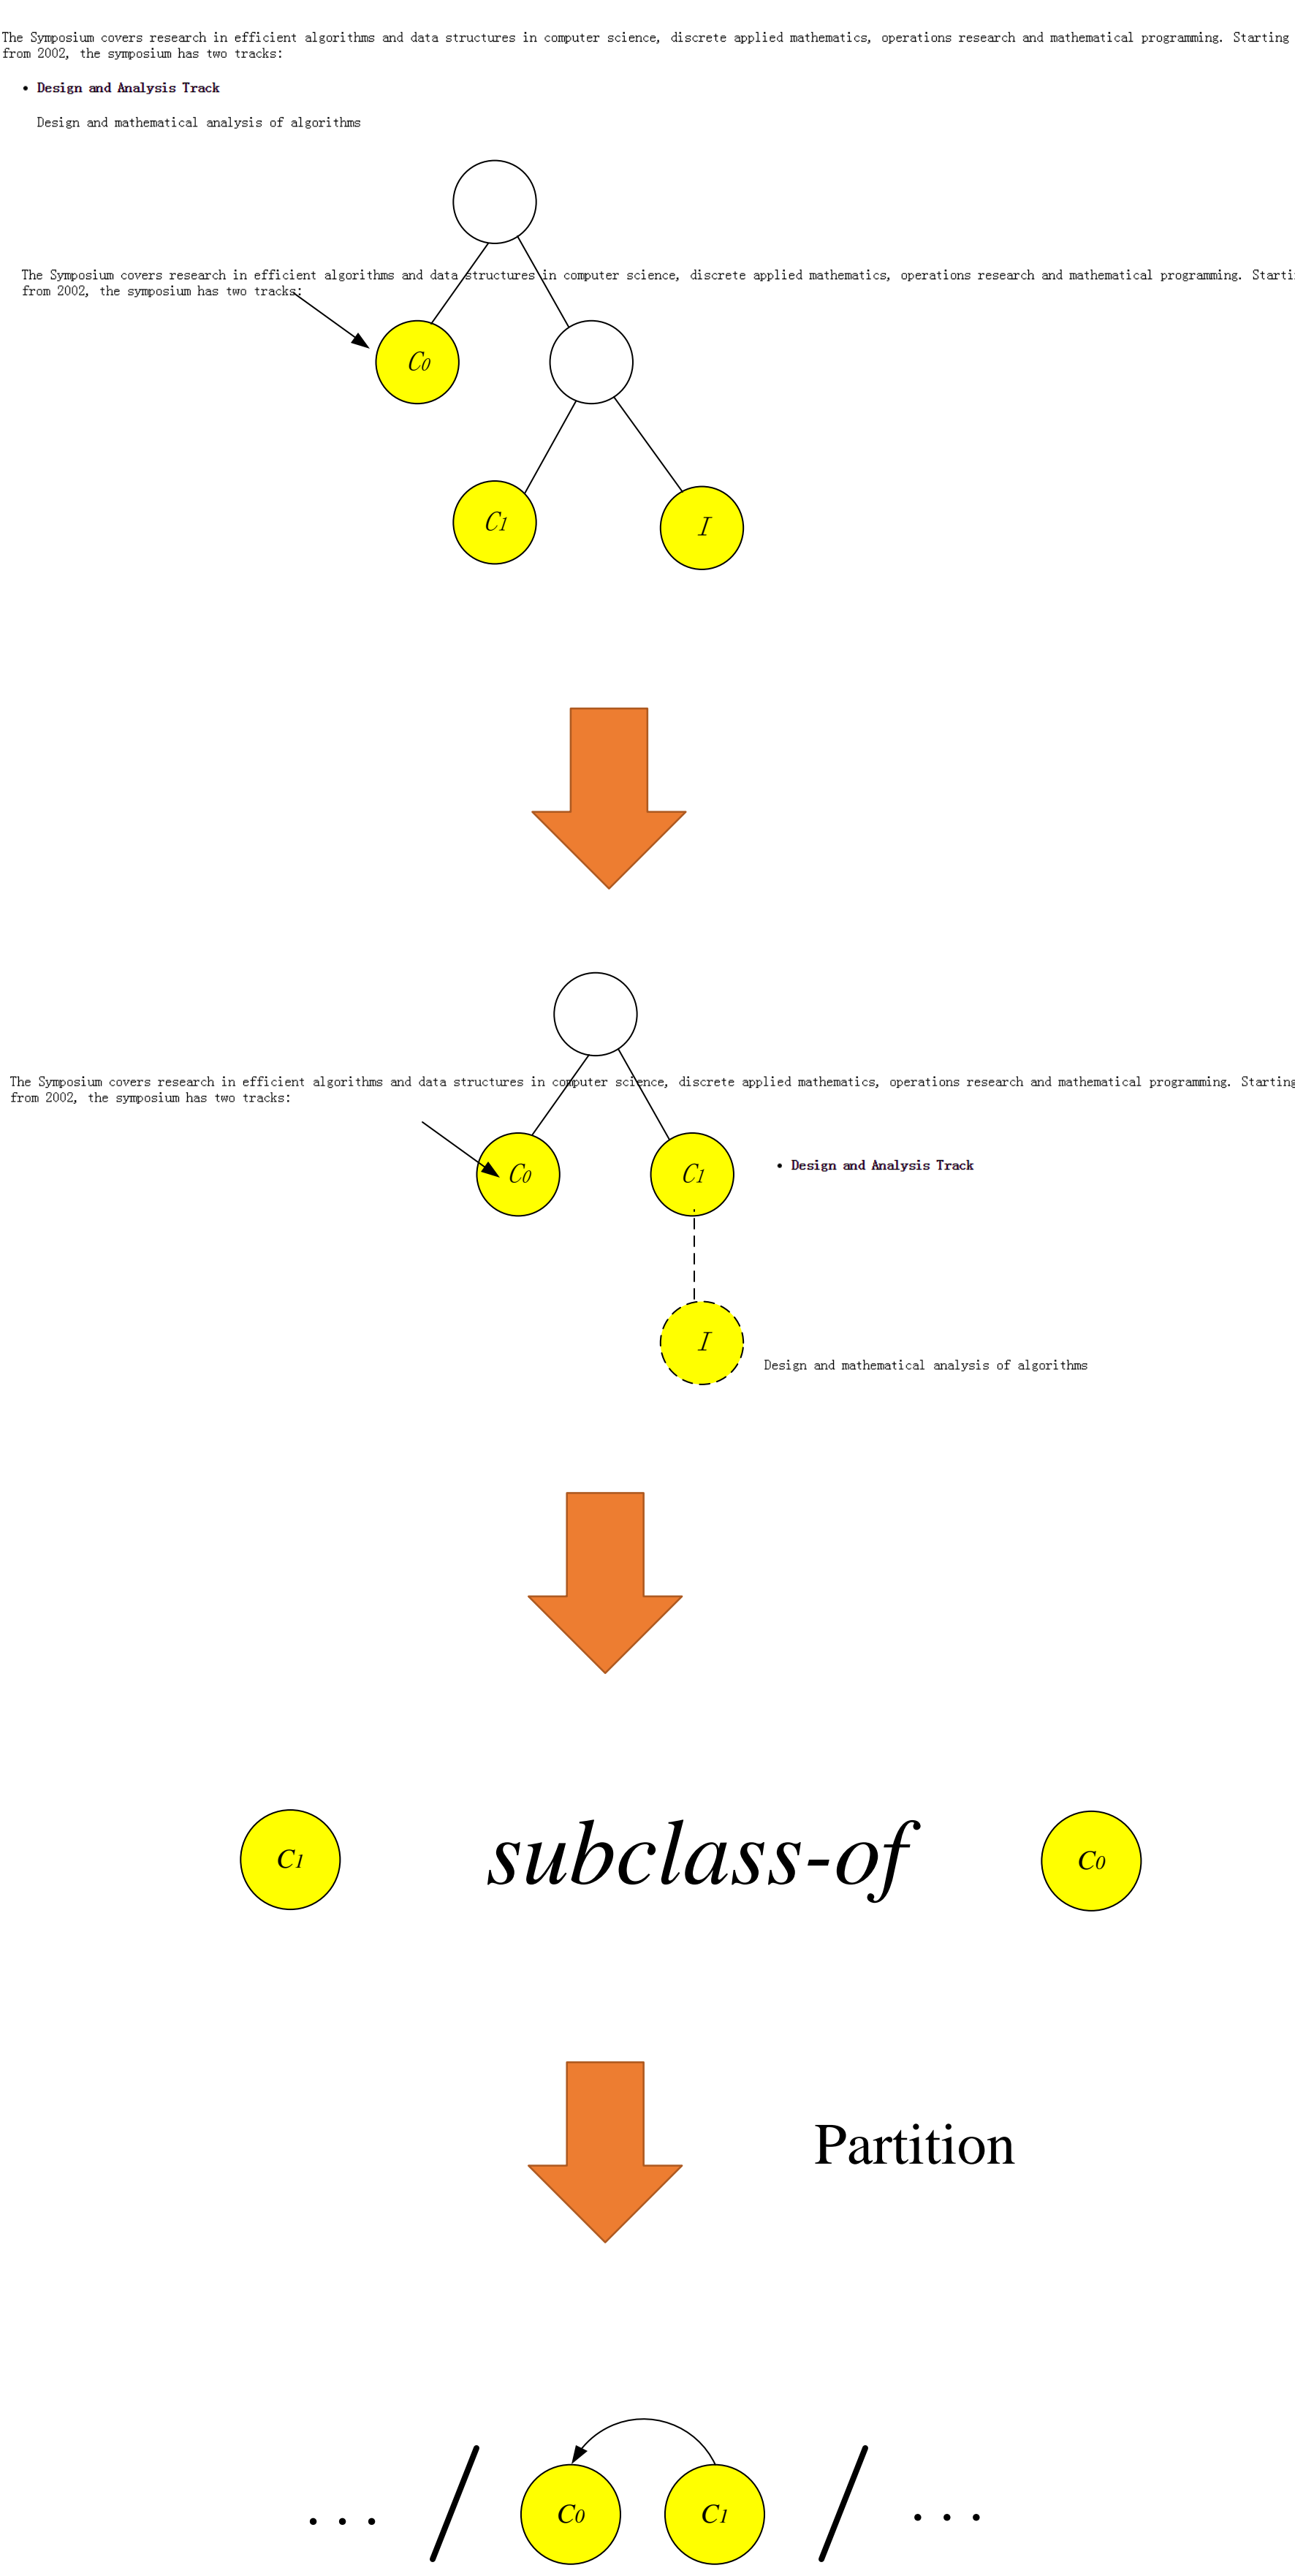 The Symposium covers research in efficient algorithms and data structures in computer science, discrete applied mathematics, operations research and mathematical programming. Starting
from 2002, the symposium has two tracks:
• Design and Analysis Track
Design and mathematical analysis of algorithms
The Symposium covers research in efficient algorithms and data structures in computer science, discrete applied mathematics, operations research and mathematical programming. Starti
from 2002, the symposium has two tracks:
C0
C1
I
The Symposium covers research in efficient algorithms and data structures in computer science, discrete applied mathematics, operations research and mathematical programming. Starting
from 2002, the symposium has two tracks:
C0
C1
• Design and Analysis Track
I
Design and mathematical analysis of algorithms
C1 subclass-of C0
Partition
... / C0 C1 / ...